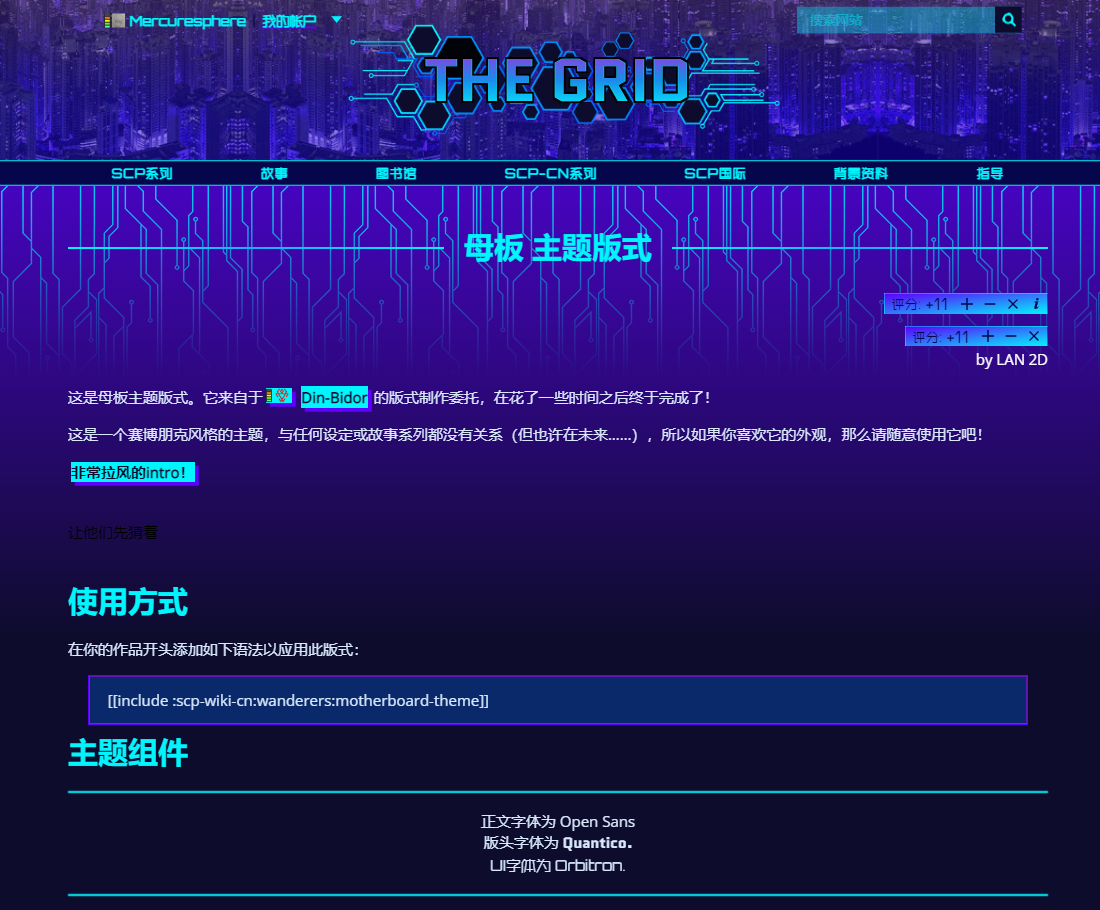 Mercuresphere 我的帐户
搜索网站
THE GRID
SCP系列 故事 图书馆 SCP-CN系列 SCP国际 背景资料 指导
母板 主题版式
评分: +11 + − × i
评分: +11 + − ×
by LAN 2D
这是母板主题版式。它来自于 Din-Bidor 的版式制作委托，在花了一些时间之后终于完成了！
这是一个赛博朋克风格的主题，与任何设定或故事系列都没有关系（但也许在未来……），所以如果你喜欢它的外观，那么请随意使用它吧！
非常拉风的intro！
让他们先猜看
使用方式
在你的作品开头添加如下语法以应用此版式：
[[include :scp-wiki-cn:wanderers:motherboard-theme]]
主题组件
正文字体为 Open Sans
版头字体为 Quantico.
UI字体为 Orbitron.